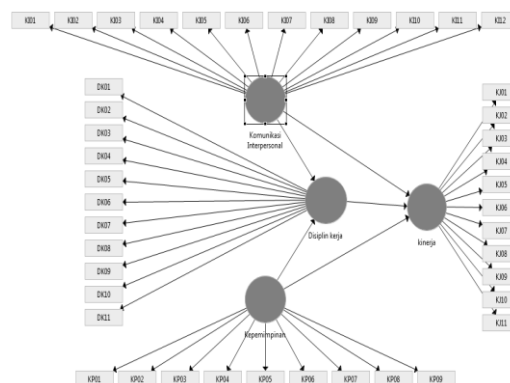 KI01 KI02 KI03 KI04 KI05 KI06 KI07 KI08 KI09 KI10 KI11 KI12
Komunikasi
Interpersonal
DK01
DK02
DK03
DK04
DK05
DK06
DK07
DK08
DK09
DK10
DK11
Disiplin kerja
KJ01
KJ02
KJ03
KJ04
KJ05
KJ06
KJ07
KJ08
KJ09
KJ10
KJ11
kinerja
Kepemimpinan
KP01 KP02 KP03 KP04 KP05 KP06 KP07 KP08 KP09